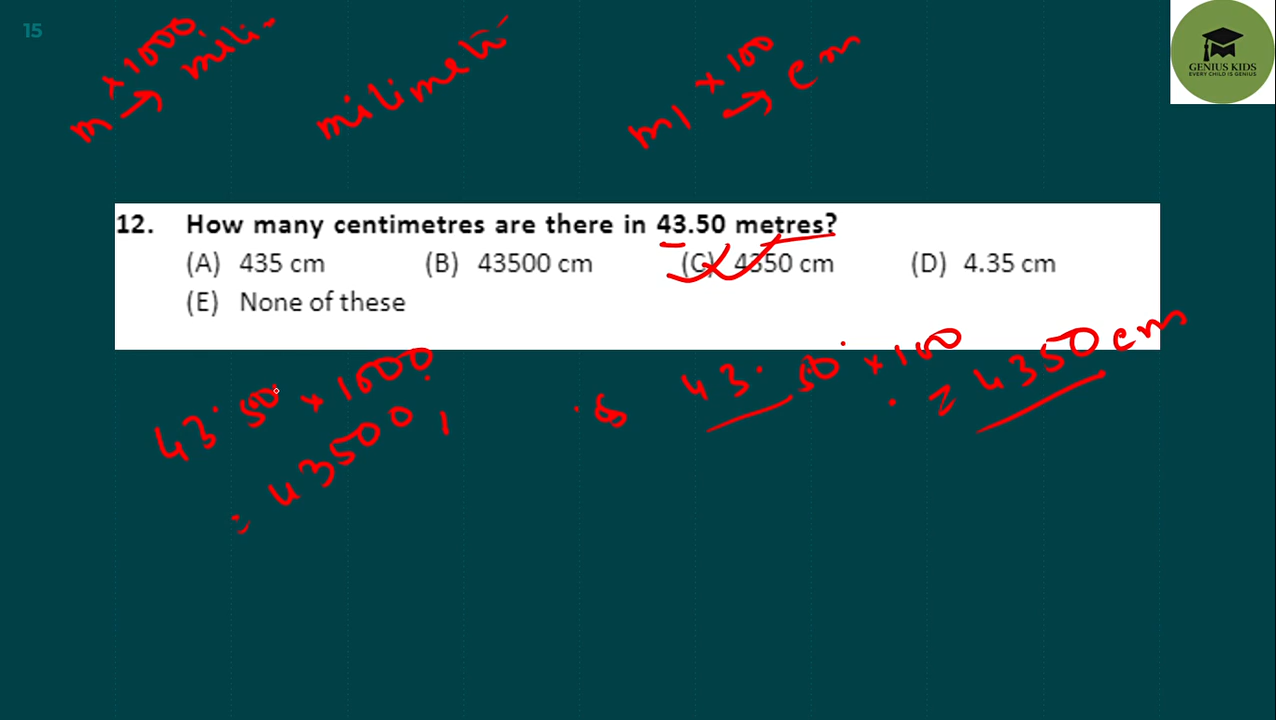 15
m → ×1000 mili.
milimeti
m1 → ×100 cm
GENIUS KIDS
EVERY CHILD IS GENIUS
12. How many centimetres are there in 43.50 metres?
(A) 435 cm (B) 43500 cm (C) 4350 cm (D) 4.35 cm
(E) None of these
43.50 × 1000
= 43500
43.50 × 100
= 4350 cm